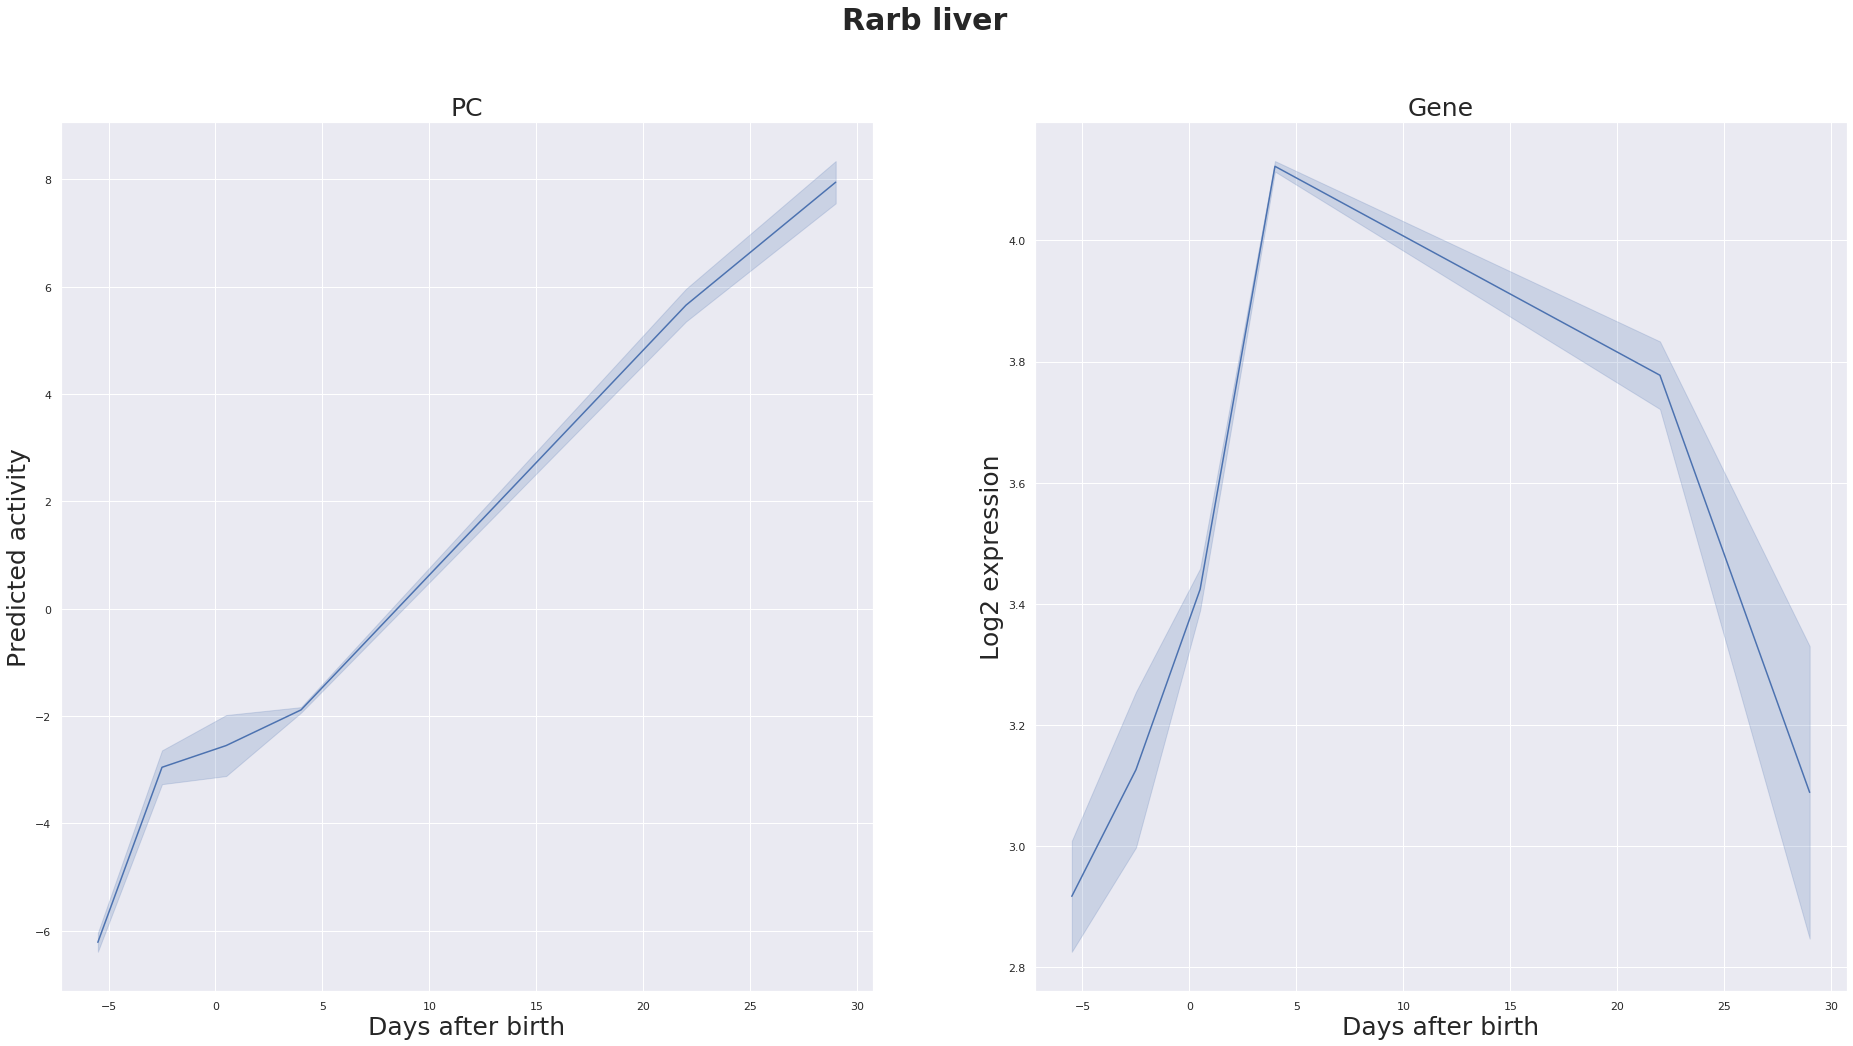 Rarb liver
PC
Predicted activity
8
6
4
2
0
−2
−4
−6
−5 0 5 10 15 20 25 30
Days after birth
Gene
Log2 expression
4.0
3.8
3.6
3.4
3.2
3.0
2.8
−5 0 5 10 15 20 25 30
Days after birth